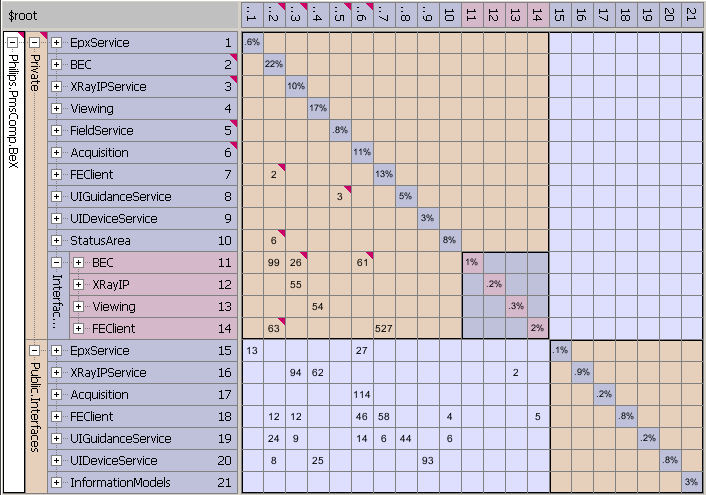 $root ..1 ..2 ..3 ..4 ..5 ..6 ..7 ..8 ..9 10 11 12 13 14 15 16 17 18 19 20 21
Philips.PmsComp.BeX
Private
EpxService 1 .6%
BEC 2 22%
XRayIPService 3 10%
Viewing 4 17%
FieldService 5 .8%
Acquisition 6 11%
FEClient 7 2 13%
UIGuidanceService 8 3 5%
UIDeviceService 9 3%
StatusArea 10 6 8%
Interfac...
BEC 11 99 26 61 1%
XRayIP 12 55 .2%
Viewing 13 54 .3%
FEClient 14 63 527 2%
Public.Interfaces
EpxService 15 13 27 .1%
XRayIPService 16 94 62 2 .9%
Acquisition 17 114 .2%
FEClient 18 12 12 46 58 4 5 .8%
UIGuidanceService 19 24 9 14 6 44 6 .2%
UIDeviceService 20 8 25 93 .8%
InformationModels 21 3%